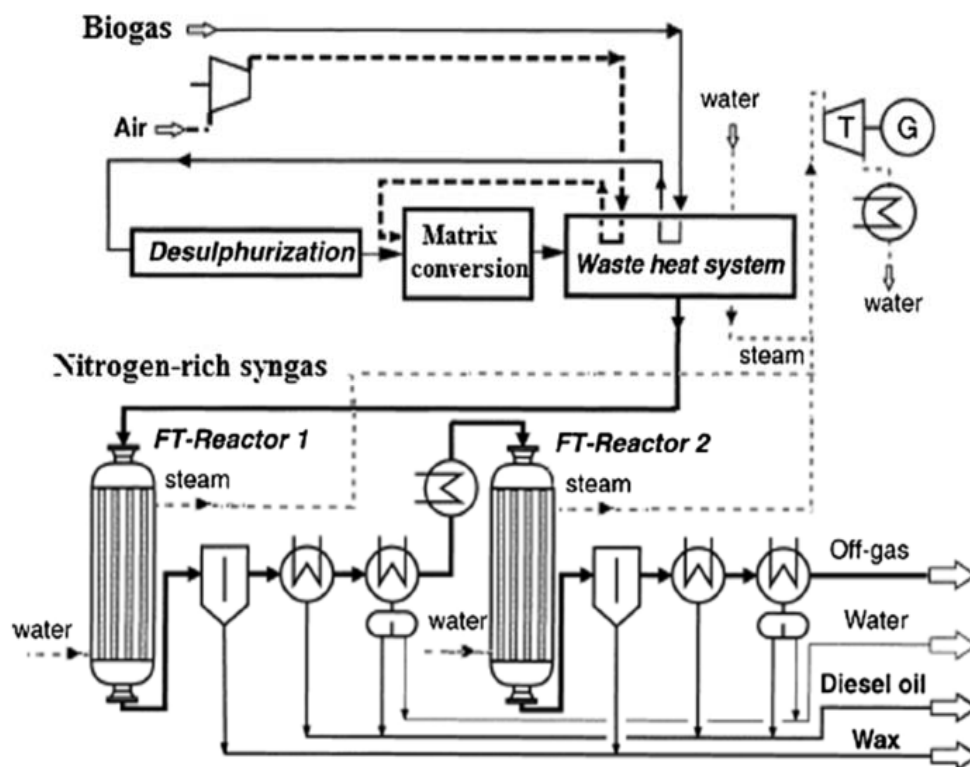 Biogas
Air
water
T
G
Desulphurization
Matrix
conversion
Waste heat system
water
steam
Nitrogen-rich syngas
FT-Reactor 1
FT-Reactor 2
steam
steam
Off-gas
water
water
Water
Diesel oil
Wax